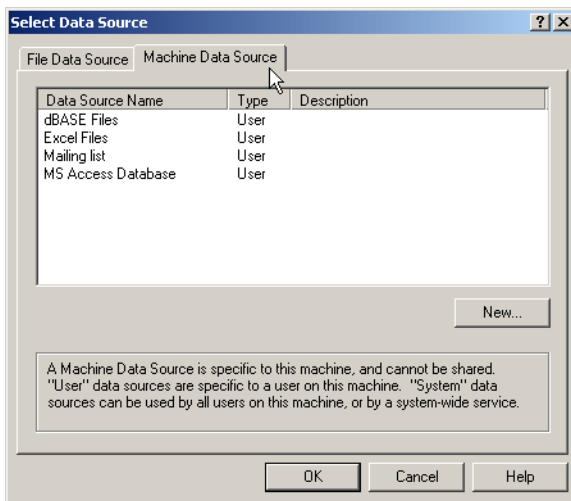 Select Data Source
File Data Source Machine Data Source
Data Source Name Type Description
dBASE Files User
Excel Files User
Mailing list User
MS Access Database User
New...
A Machine Data Source is specific to this machine, and cannot be shared.
"User" data sources are specific to a user on this machine. "System" data
sources can be used by all users on this machine, or by a system-wide service.
OK Cancel Help